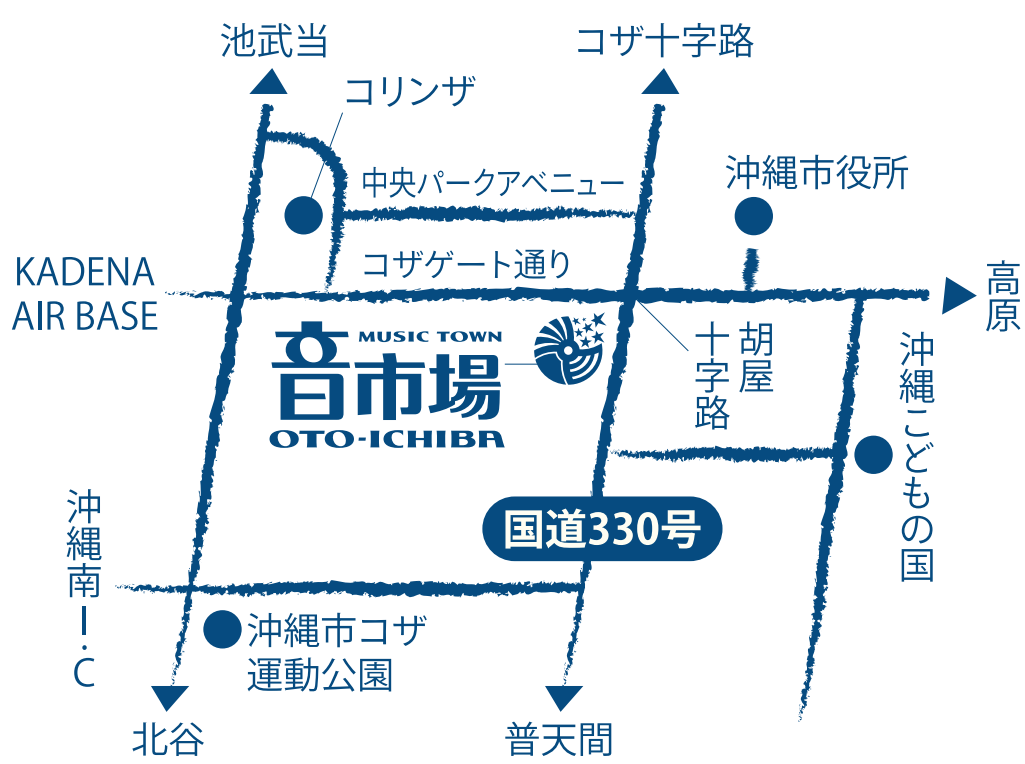 池武当
コザ十字路
コリンザ
中央パークアベニュー
沖縄市役所
コザゲート通り
KADENA
AIR BASE
高原
音市場
MUSIC TOWN
OTO-ICHIBA
胡屋
十字路
沖縄こどもの国
国道330号
沖縄南I.C
沖縄市コザ
運動公園
北谷
普天間